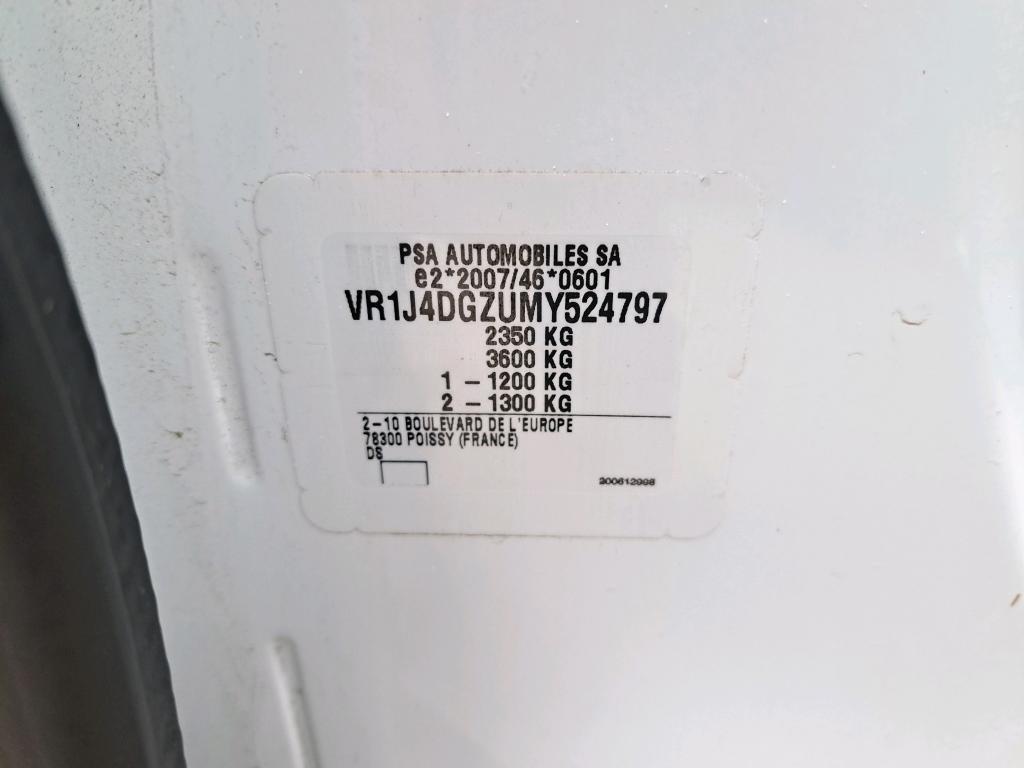 PSA AUTOMOBILES SA
e2*2007/46*0601
VR1J4DGZUMY524797
2350 KG
3600 KG
1 – 1200 KG
2 – 1300 KG
2–10 BOULEVARD DE L'EUROPE
78300 POISSY (FRANCE)
DS
200612998